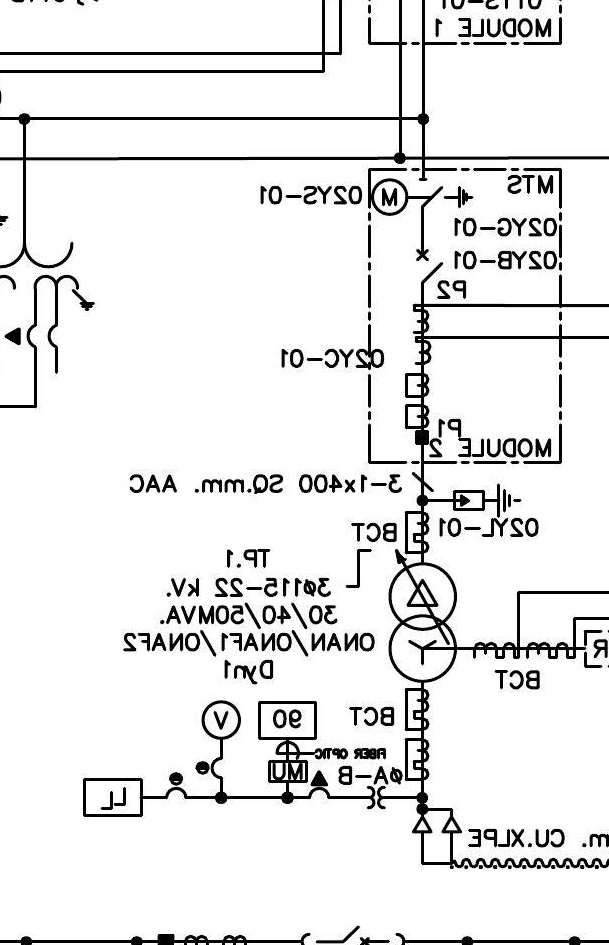 MODULE 1
MTS
02YS-01
M
02YG-01
02YB-01
P2
02YC-01
P1
MODULE 2
3-1x400 SQ.mm. AAC
02YL-01
BCT
TP.1
3ø115-22 kV.
30/40/50MVA.
ONAN/ONAF1/ONAF2
Dyn1
R
BCT
BCT
V
90
FIBER OPTIC
MU
øA-B
LL
m. CU.XLPE